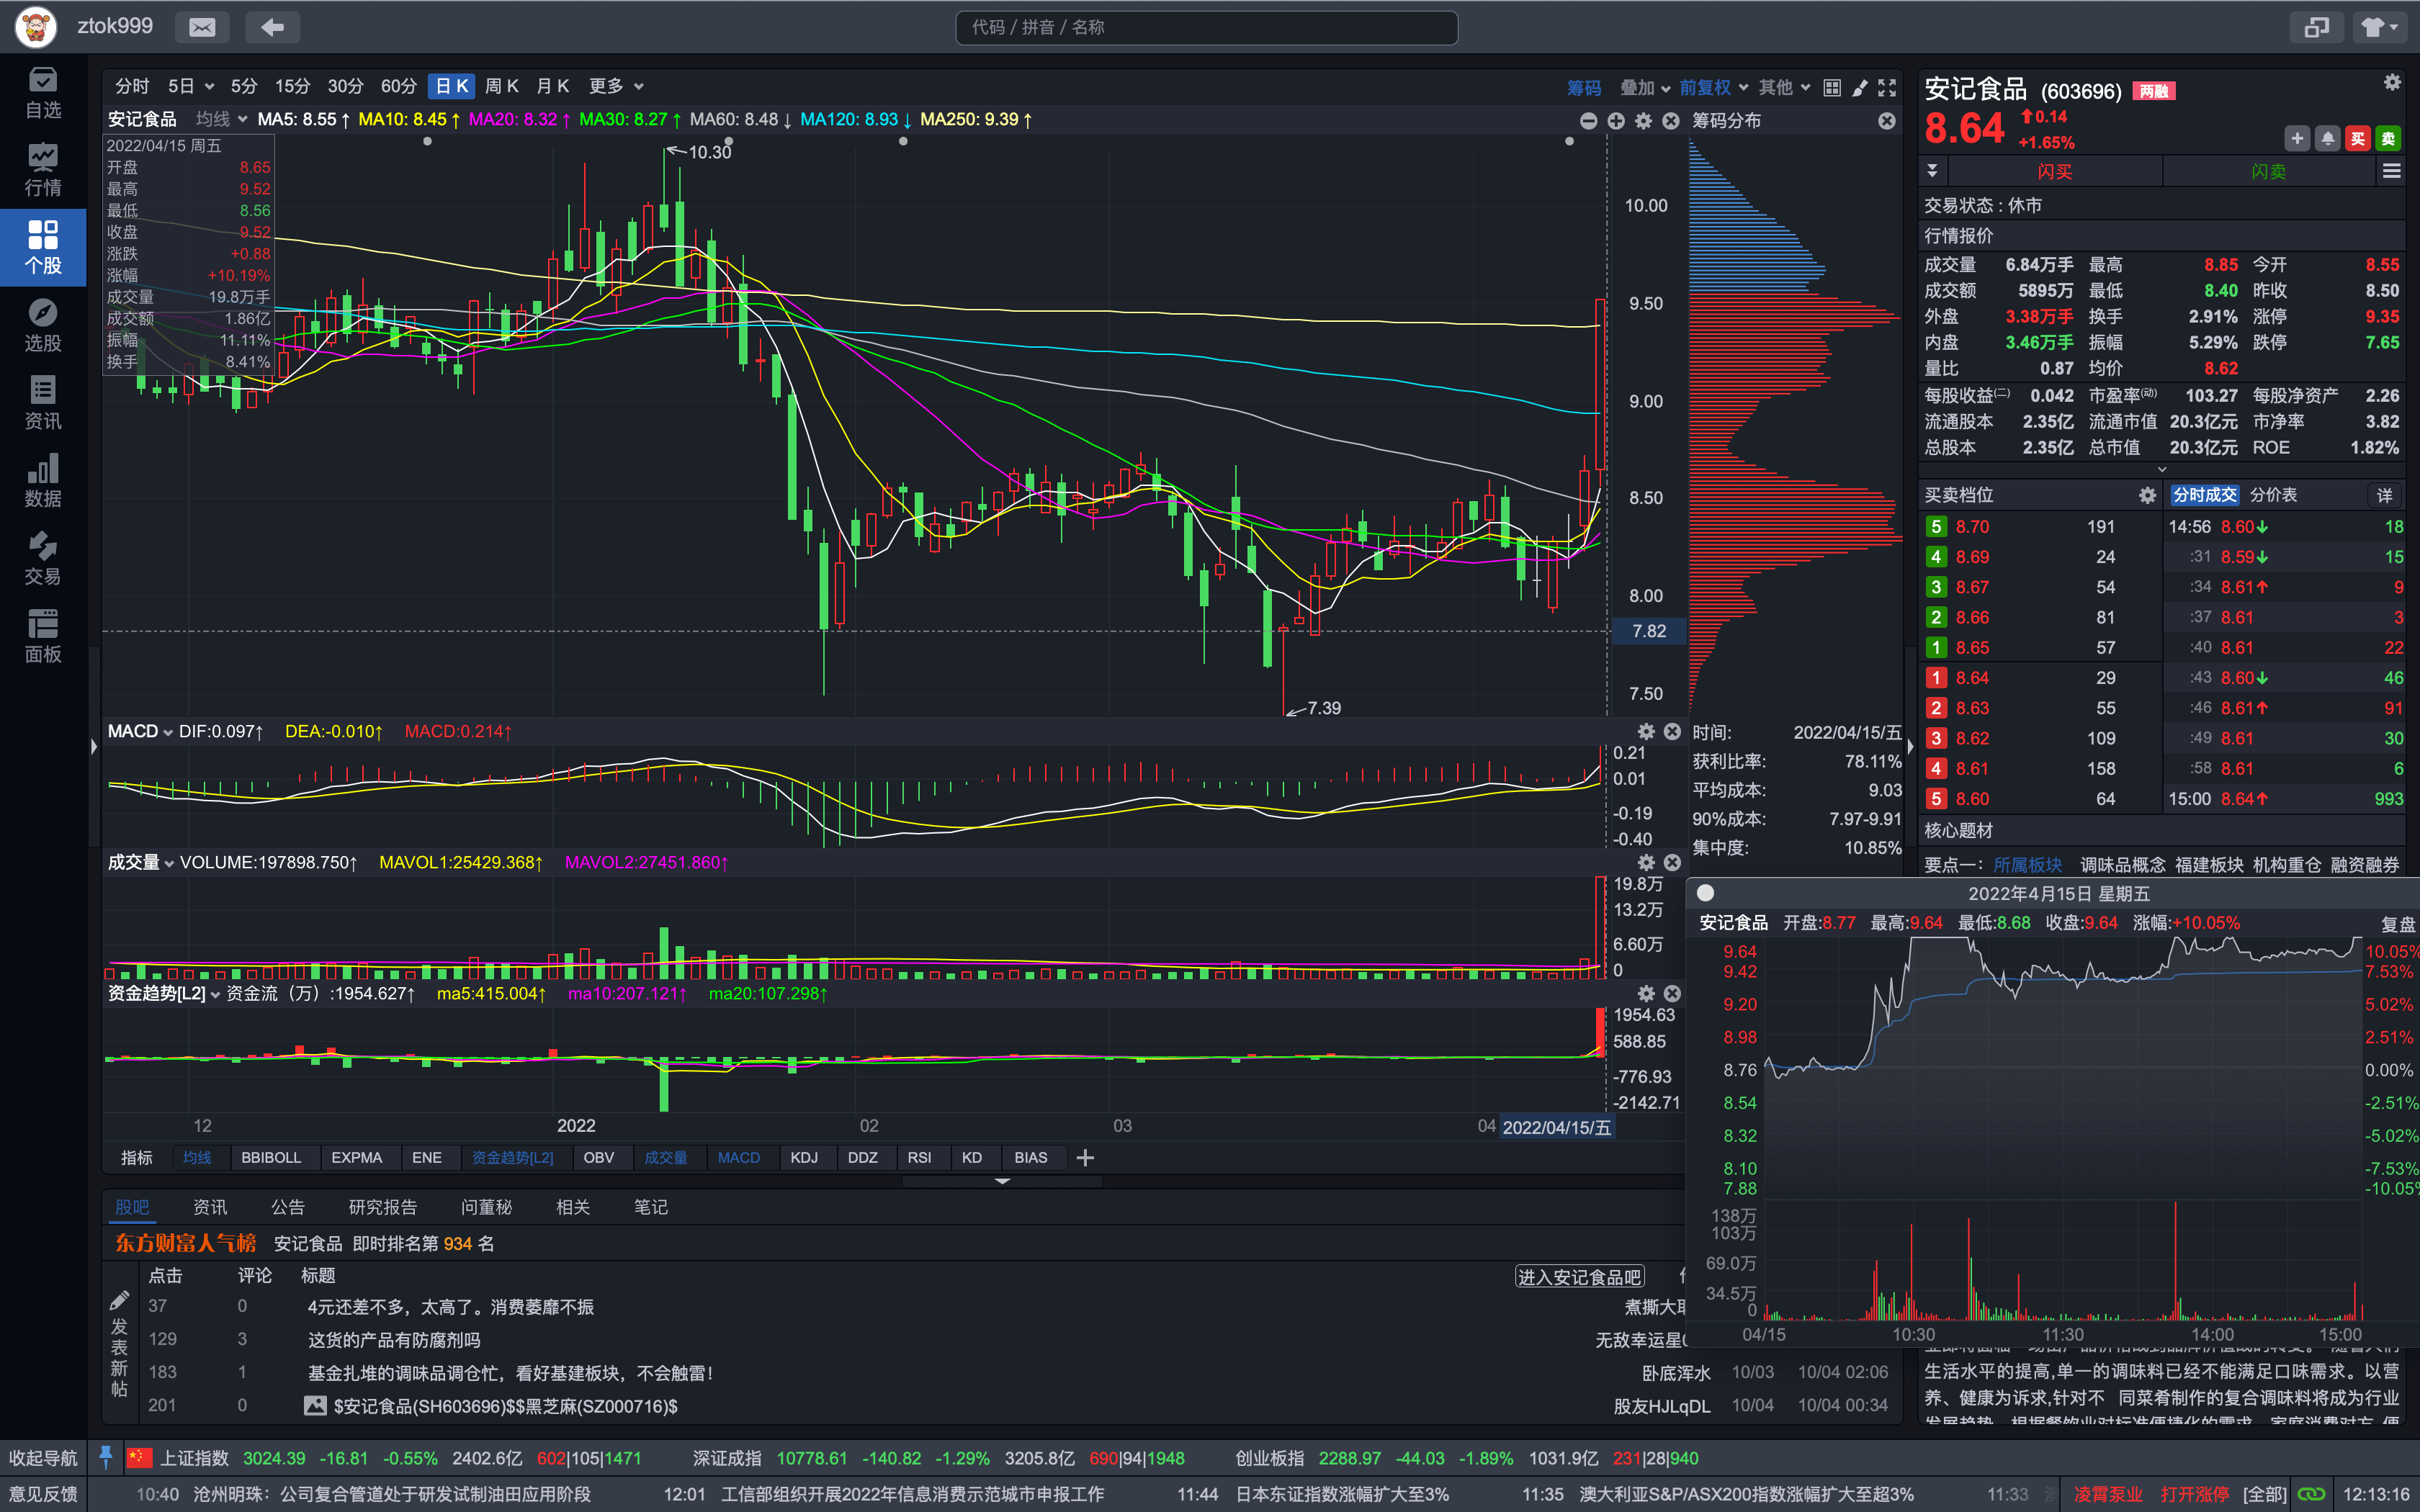 ztok999
代码 / 拼音 / 名称
自选
行情
个股
选股
资讯
数据
交易
面板
分时 5日 5分 15分 30分 60分 日K 周K 月K 更多
筹码 叠加 前复权 其他
安记食品 均线 MA5: 8.55↑ MA10: 8.45↑ MA20: 8.32↑ MA30: 8.27↑ MA60: 8.48↓ MA120: 8.93↓ MA250: 9.39↑
筹码分布
2022/04/15 周五
开盘 8.65
最高 9.52
最低 8.56
收盘 9.52
涨跌 +0.88
涨幅 +10.19%
成交量 19.8万手
成交额 1.86亿
振幅 11.11%
换手 8.41%
10.30
7.39
10.00
9.50
9.00
8.50
8.00
7.82
7.50
MACD DIF:0.097↑ DEA:-0.010↑ MACD:0.214↑
0.21
0.01
-0.19
-0.40
成交量 VOLUME:197898.750↑ MAVOL1:25429.368↑ MAVOL2:27451.860↑
19.8万
13.2万
6.60万
0
资金趋势[L2] 资金流（万）:1954.627↑ ma5:415.004↑ ma10:207.121↑ ma20:107.298↑
1954.63
588.85
-776.93
-2142.71
12 2022 02 03 04 2022/04/15/五
时间: 2022/04/15/五
获利比率: 78.11%
平均成本: 9.03
90%成本: 7.97-9.91
集中度: 10.85%
指标 均线 BBIBOLL EXPMA ENE 资金趋势[L2] OBV 成交量 MACD KDJ DDZ RSI KD BIAS
股吧 资讯 公告 研究报告 问董秘 相关 笔记
东方财富人气榜 安记食品 即时排名第 934 名
点击 评论 标题
进入安记食品吧
发表新帖
37 0 4元还差不多，太高了。消费萎靡不振
煮撕大
129 3 这货的产品有防腐剂吗
无敌幸运星
183 1 基金扎堆的调味品调仓忙，看好基建板块，不会触雷！ 卧底浑水 10/03 10/04 02:06
201 0 $安记食品(SH603696)$$黑芝麻(SZ000716)$ 股友HJLqDL 10/04 10/04 00:34
安记食品 (603696) 两融
8.64 0.14
+1.65%
买 卖
闪买 闪卖
交易状态：休市
行情报价
成交量 6.84万手 最高 8.85 今开 8.55
成交额 5895万 最低 8.40 昨收 8.50
外盘 3.38万手 换手 2.91% 涨停 9.35
内盘 3.46万手 振幅 5.29% 跌停 7.65
量比 0.87 均价 8.62
每股收益(二) 0.042 市盈率(动) 103.27 每股净资产 2.26
流通股本 2.35亿 流通市值 20.3亿元 市净率 3.82
总股本 2.35亿 总市值 20.3亿元 ROE 1.82%
买卖档位 分时成交 分价表 详
5 8.70 191 14:56 8.60↓ 18
4 8.69 24 :31 8.59↓ 15
3 8.67 54 :34 8.61↑ 9
2 8.66 81 :37 8.61 3
1 8.65 57 :40 8.61 22
1 8.64 29 :43 8.60↓ 46
2 8.63 55 :46 8.61↑ 91
3 8.62 109 :49 8.61 30
4 8.61 158 :58 8.61 6
5 8.60 64 15:00 8.64↑ 993
核心题材
要点一: 所属板块 调味品概念 福建板块 机构重仓 融资融券
2022年4月15日 星期五
安记食品 开盘:8.77 最高:9.64 最低:8.68 收盘:9.64 涨幅:+10.05% 复盘
9.64 10.05%
9.42 7.53%
9.20 5.02%
8.98 2.51%
8.76 0.00%
8.54 -2.51%
8.32 -5.02%
8.10 -7.53%
7.88 -10.05%
138万
103万
69.0万
34.5万
0
04/15 10:30 11:30 14:00 15:00
生活水平的提高,单一的调味料已经不能满足口味需求。以营
养、健康为诉求,针对不 同菜肴制作的复合调味料将成为行业
收起导航 上证指数 3024.39 -16.81 -0.55% 2402.6亿 602|105|1471 深证成指 10778.61 -140.82 -1.29% 3205.8亿 690|94|1948 创业板指 2288.97 -44.03 -1.89% 1031.9亿 231|28|940
意见反馈 10:40 沧州明珠：公司复合管道处于研发试制油田应用阶段 12:01 工信部组织开展2022年信息消费示范城市申报工作 11:44 日本东证指数涨幅扩大至3% 11:35 澳大利亚S&P/ASX200指数涨幅扩大至超3% 11:33 凌霄泵业 打开涨停 [全部] 12:13:16